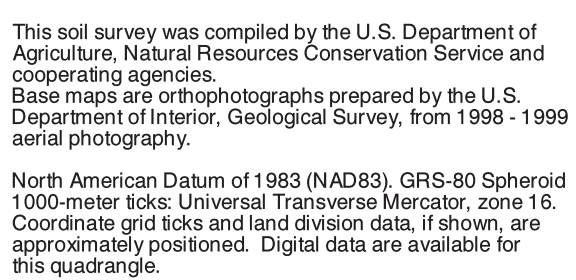 This soil survey was compiled by the U.S. Department of
Agriculture, Natural Resources Conservation Service and
cooperating agencies.
Base maps are orthophotographs prepared by the U.S.
Department of Interior, Geological Survey, from 1998 - 1999
aerial photography.
North American Datum of 1983 (NAD83). GRS-80 Spheroid
1000-meter ticks: Universal Transverse Mercator, zone 16.
Coordinate grid ticks and land division data, if shown, are
approximately positioned. Digital data are available for
this quadrangle.